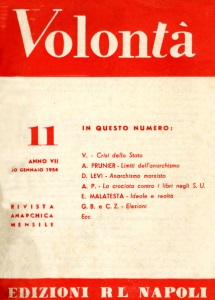 Volontà
11
IN QUESTO NUMERO:
ANNO VII
30 GENNAIO 1954
V. - Crisi dello Stato
A. PRUNIER - Limiti dell'anarchismo
D. LEVI - Anarchismo marxista
A. P. - La crociata contro i libri negli S. U.
E. MALATESTA - Ideale e realtà
G. B. e C. Z. - Elezioni
Ecc.
RIVISTA
ANARCHICA
MENSILE
EDIZIONI RL NAPOLI